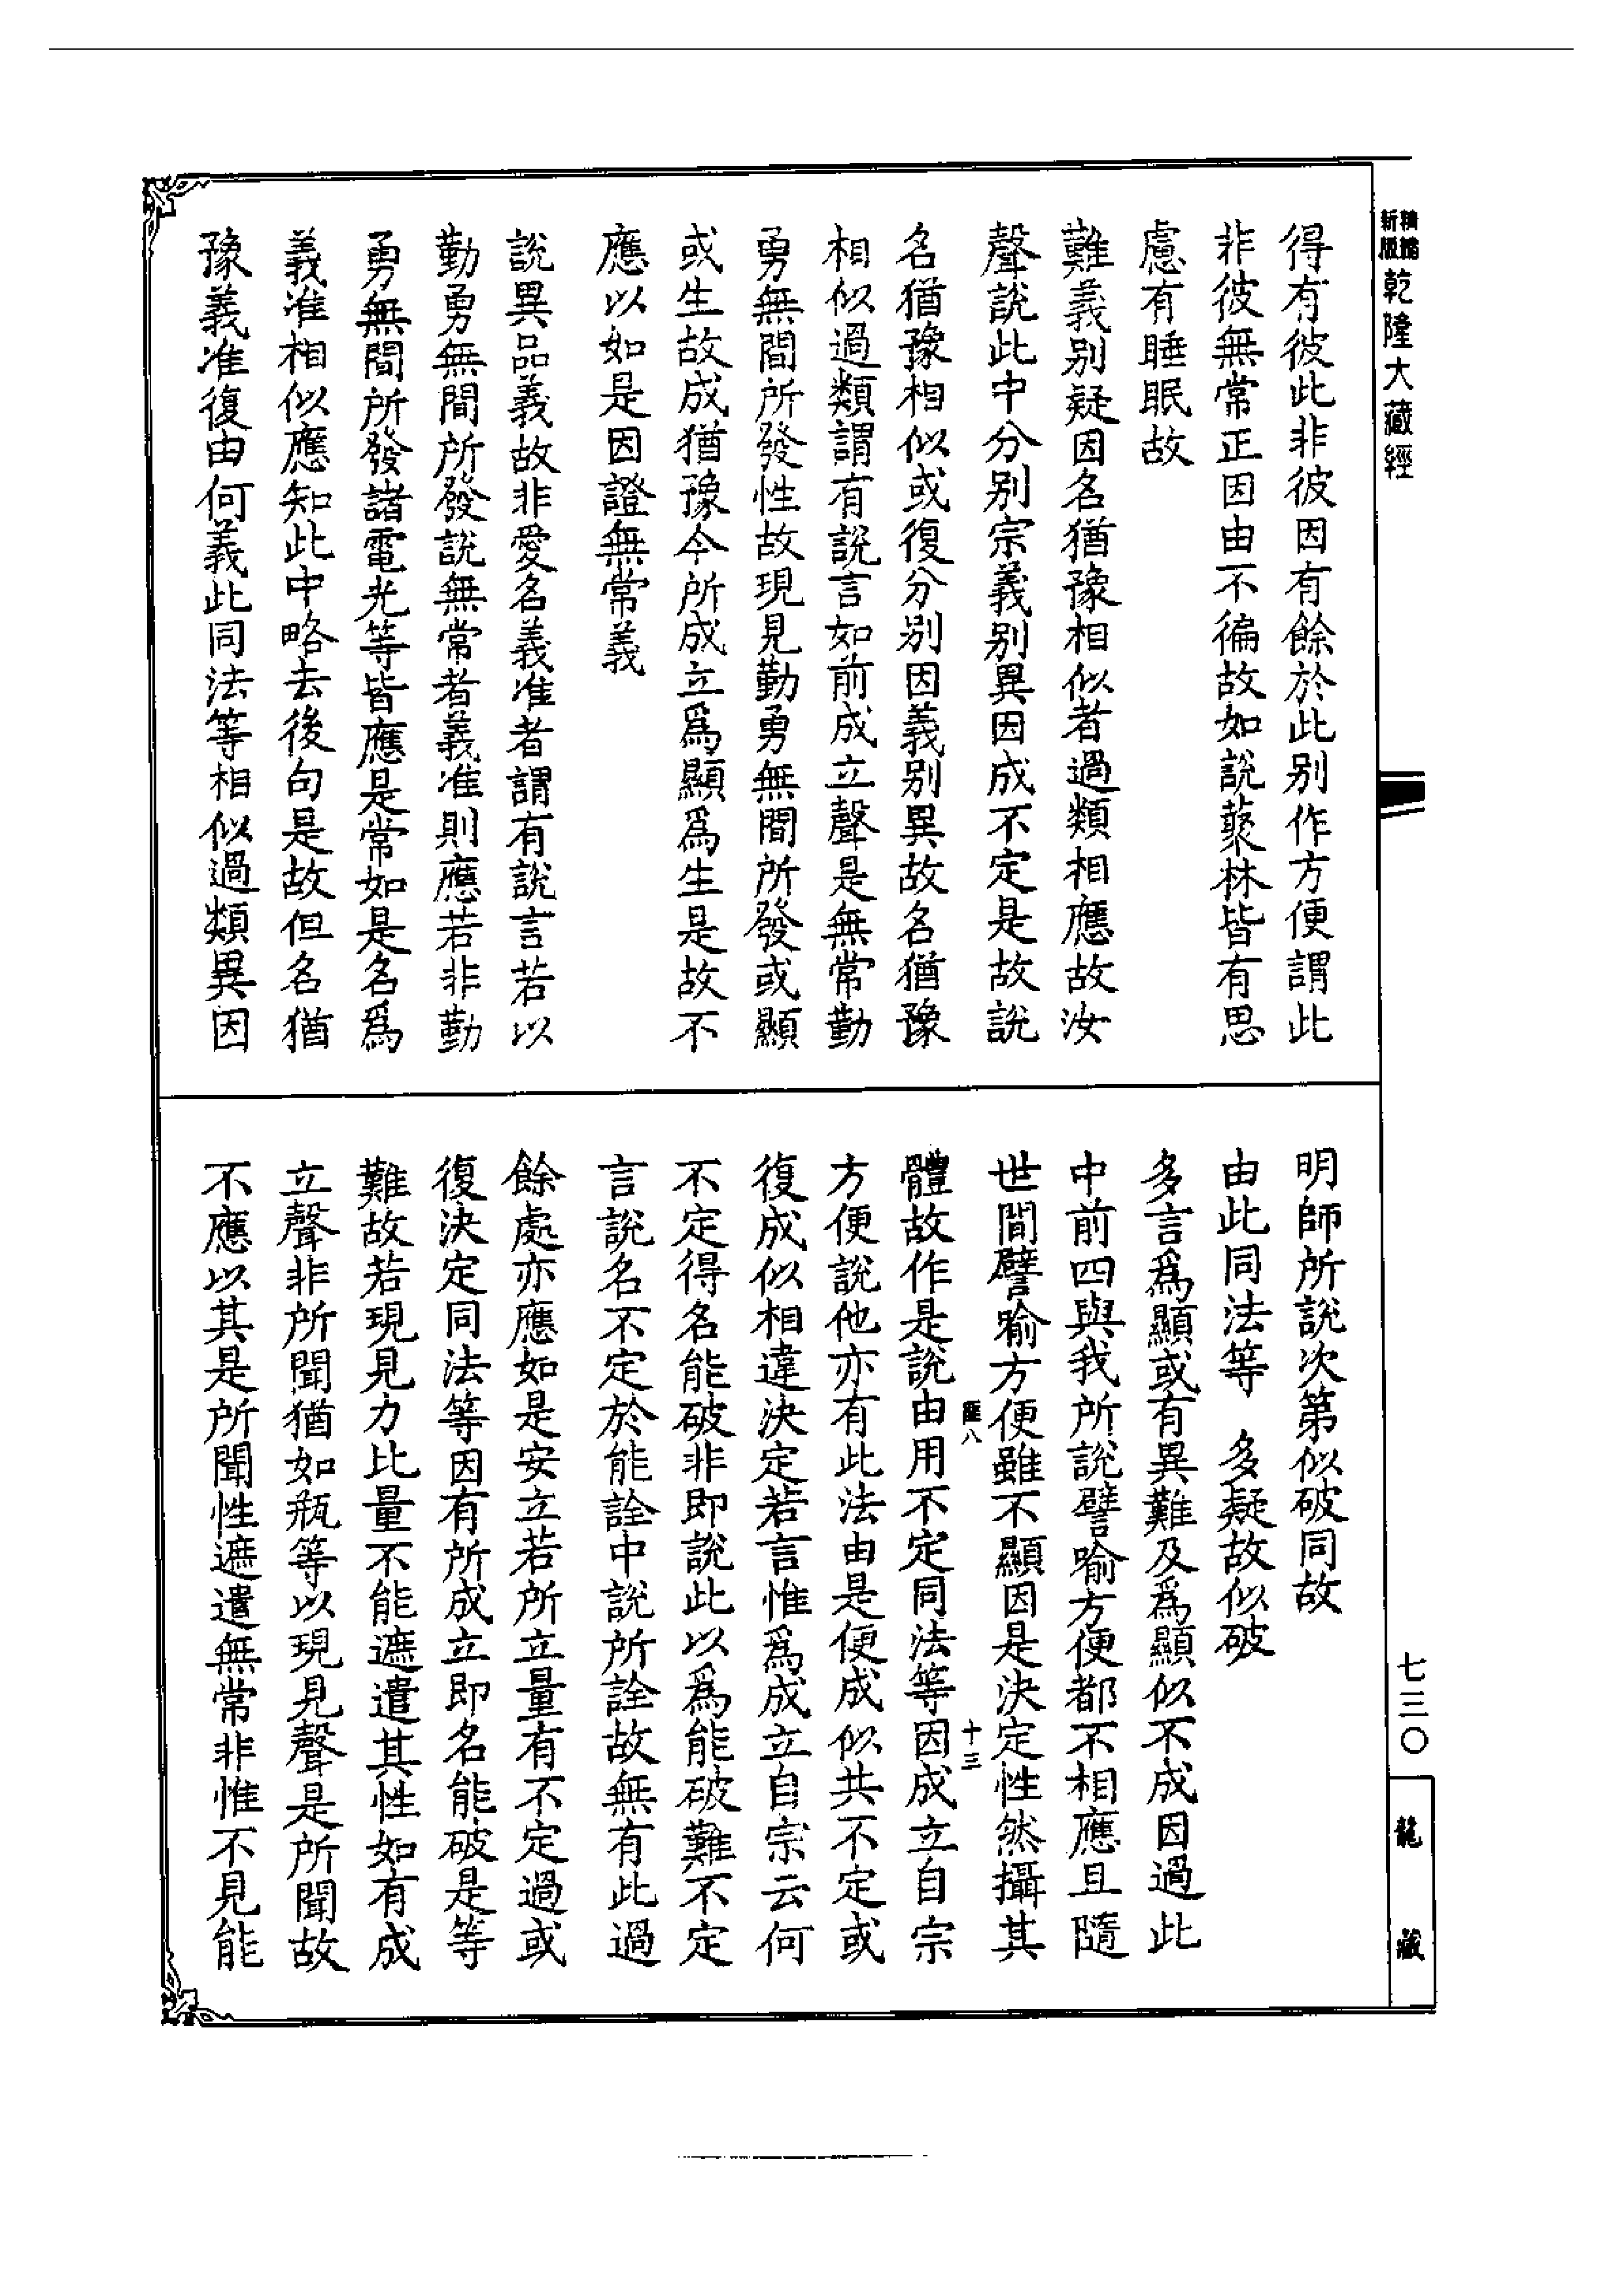 精縮
新版
乾隆大藏經
得有彼此非彼因有餘於此别作方便謂此
非彼無常正因由不徧故如說蘂林皆有思
慮有睡眠故
難義别疑因名猶豫相似者過類相應故汝
聲說此中分别宗義别異因成不定是故說
名猶豫相似或復分别因義别異故名猶豫
相似過類謂有說言如前成立聲是無常勤
勇無間所發性故現見勤勇無間所發或顯
或生故成猶豫今所成立爲顯爲生是故不
應以如是因證無常義
說異品義故非愛名義准者謂有說言若以
勤勇無間所發說無常者義准則應若非勤
勇無間所發諸電光等皆應是常如是名爲
義准相似應知此中略去後句是故但名猶
豫義准復由何義此同法等相似過類異因
明師所說次第似破同故
由此同法等　多疑故似破
多言爲顯或有異難及爲顯似不成因過此
中前四與我所說譬喻方便都不相應且隨
世間譬喻方便雖不顯因是決定性然攝其
匪八
十三
體故作是說由用不定同法等因成立自宗
方便說他亦有此法由是便成似共不定或
復成似相違決定若言惟爲成立自宗云何
不定得名能破非即說此以爲能破難不定
言說名不定於能詮中說所詮故無有此過
餘處亦應如是安立若所立量有不定過或
復決定同法等因有所成立即名能破是等
難故若現見力比量不能遮遣其性如有成
立聲非所聞猶如瓶等以現見聲是所聞故
不應以其是所聞性遮遣無常非惟不見能
七三〇
龍藏